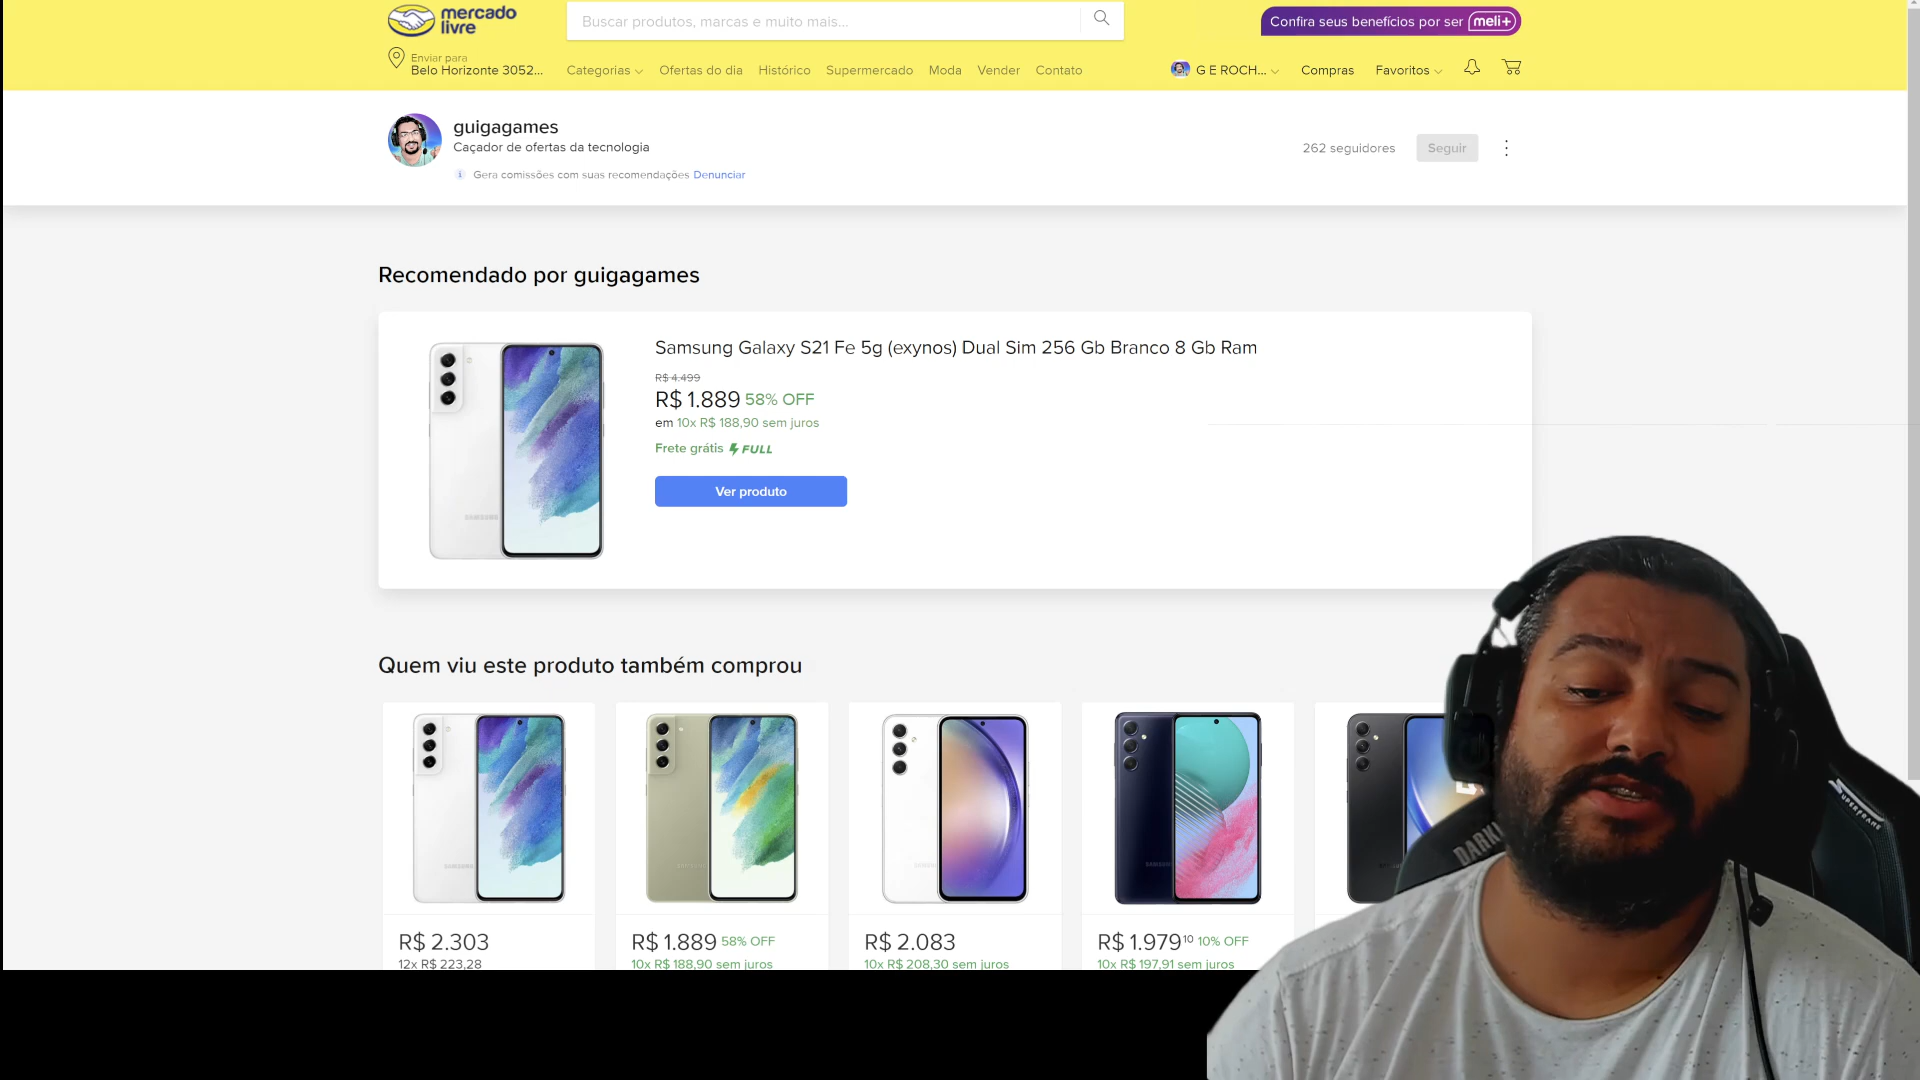 mercado
livre
Buscar produtos, marcas e muito mais...
Confira seus benefícios por ser meli+
Enviar para
Belo Horizonte 3052...
Categorias
Ofertas do dia
Histórico
Supermercado
Moda
Vender
Contato
G E ROCH...
Compras
Favoritos
guigagames
Caçador de ofertas da tecnologia
Gera comissões com suas recomendações Denunciar
262 seguidores
Seguir
Recomendado por guigagames
Samsung Galaxy S21 Fe 5g (exynos) Dual Sim 256 Gb Branco 8 Gb Ram
R$ 4.499
R$ 1.889 58% OFF
em 10x R$ 188,90 sem juros
Frete grátis FULL
Ver produto
SAMSUNG
Quem viu este produto também comprou
R$ 2.303
12x R$ 223,28
R$ 1.889 58% OFF
10x R$ 188,90 sem juros
R$ 2.083
10x R$ 208,30 sem juros
R$ 1.979 10 10% OFF
10x R$ 197,91 sem juros
SUPERFRAME